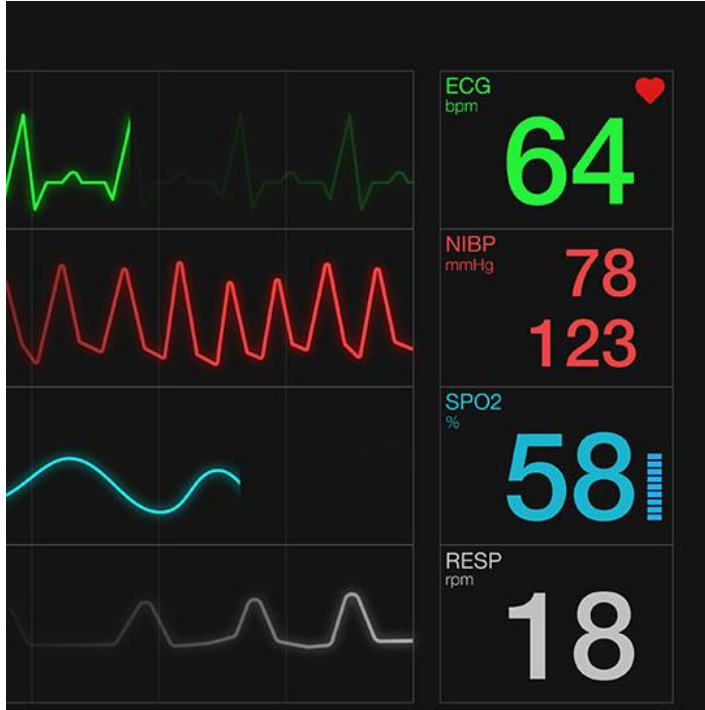 ECG
bpm
64
NIBP
mmHg
78
123
SPO2
%
58
RESP
rpm
18